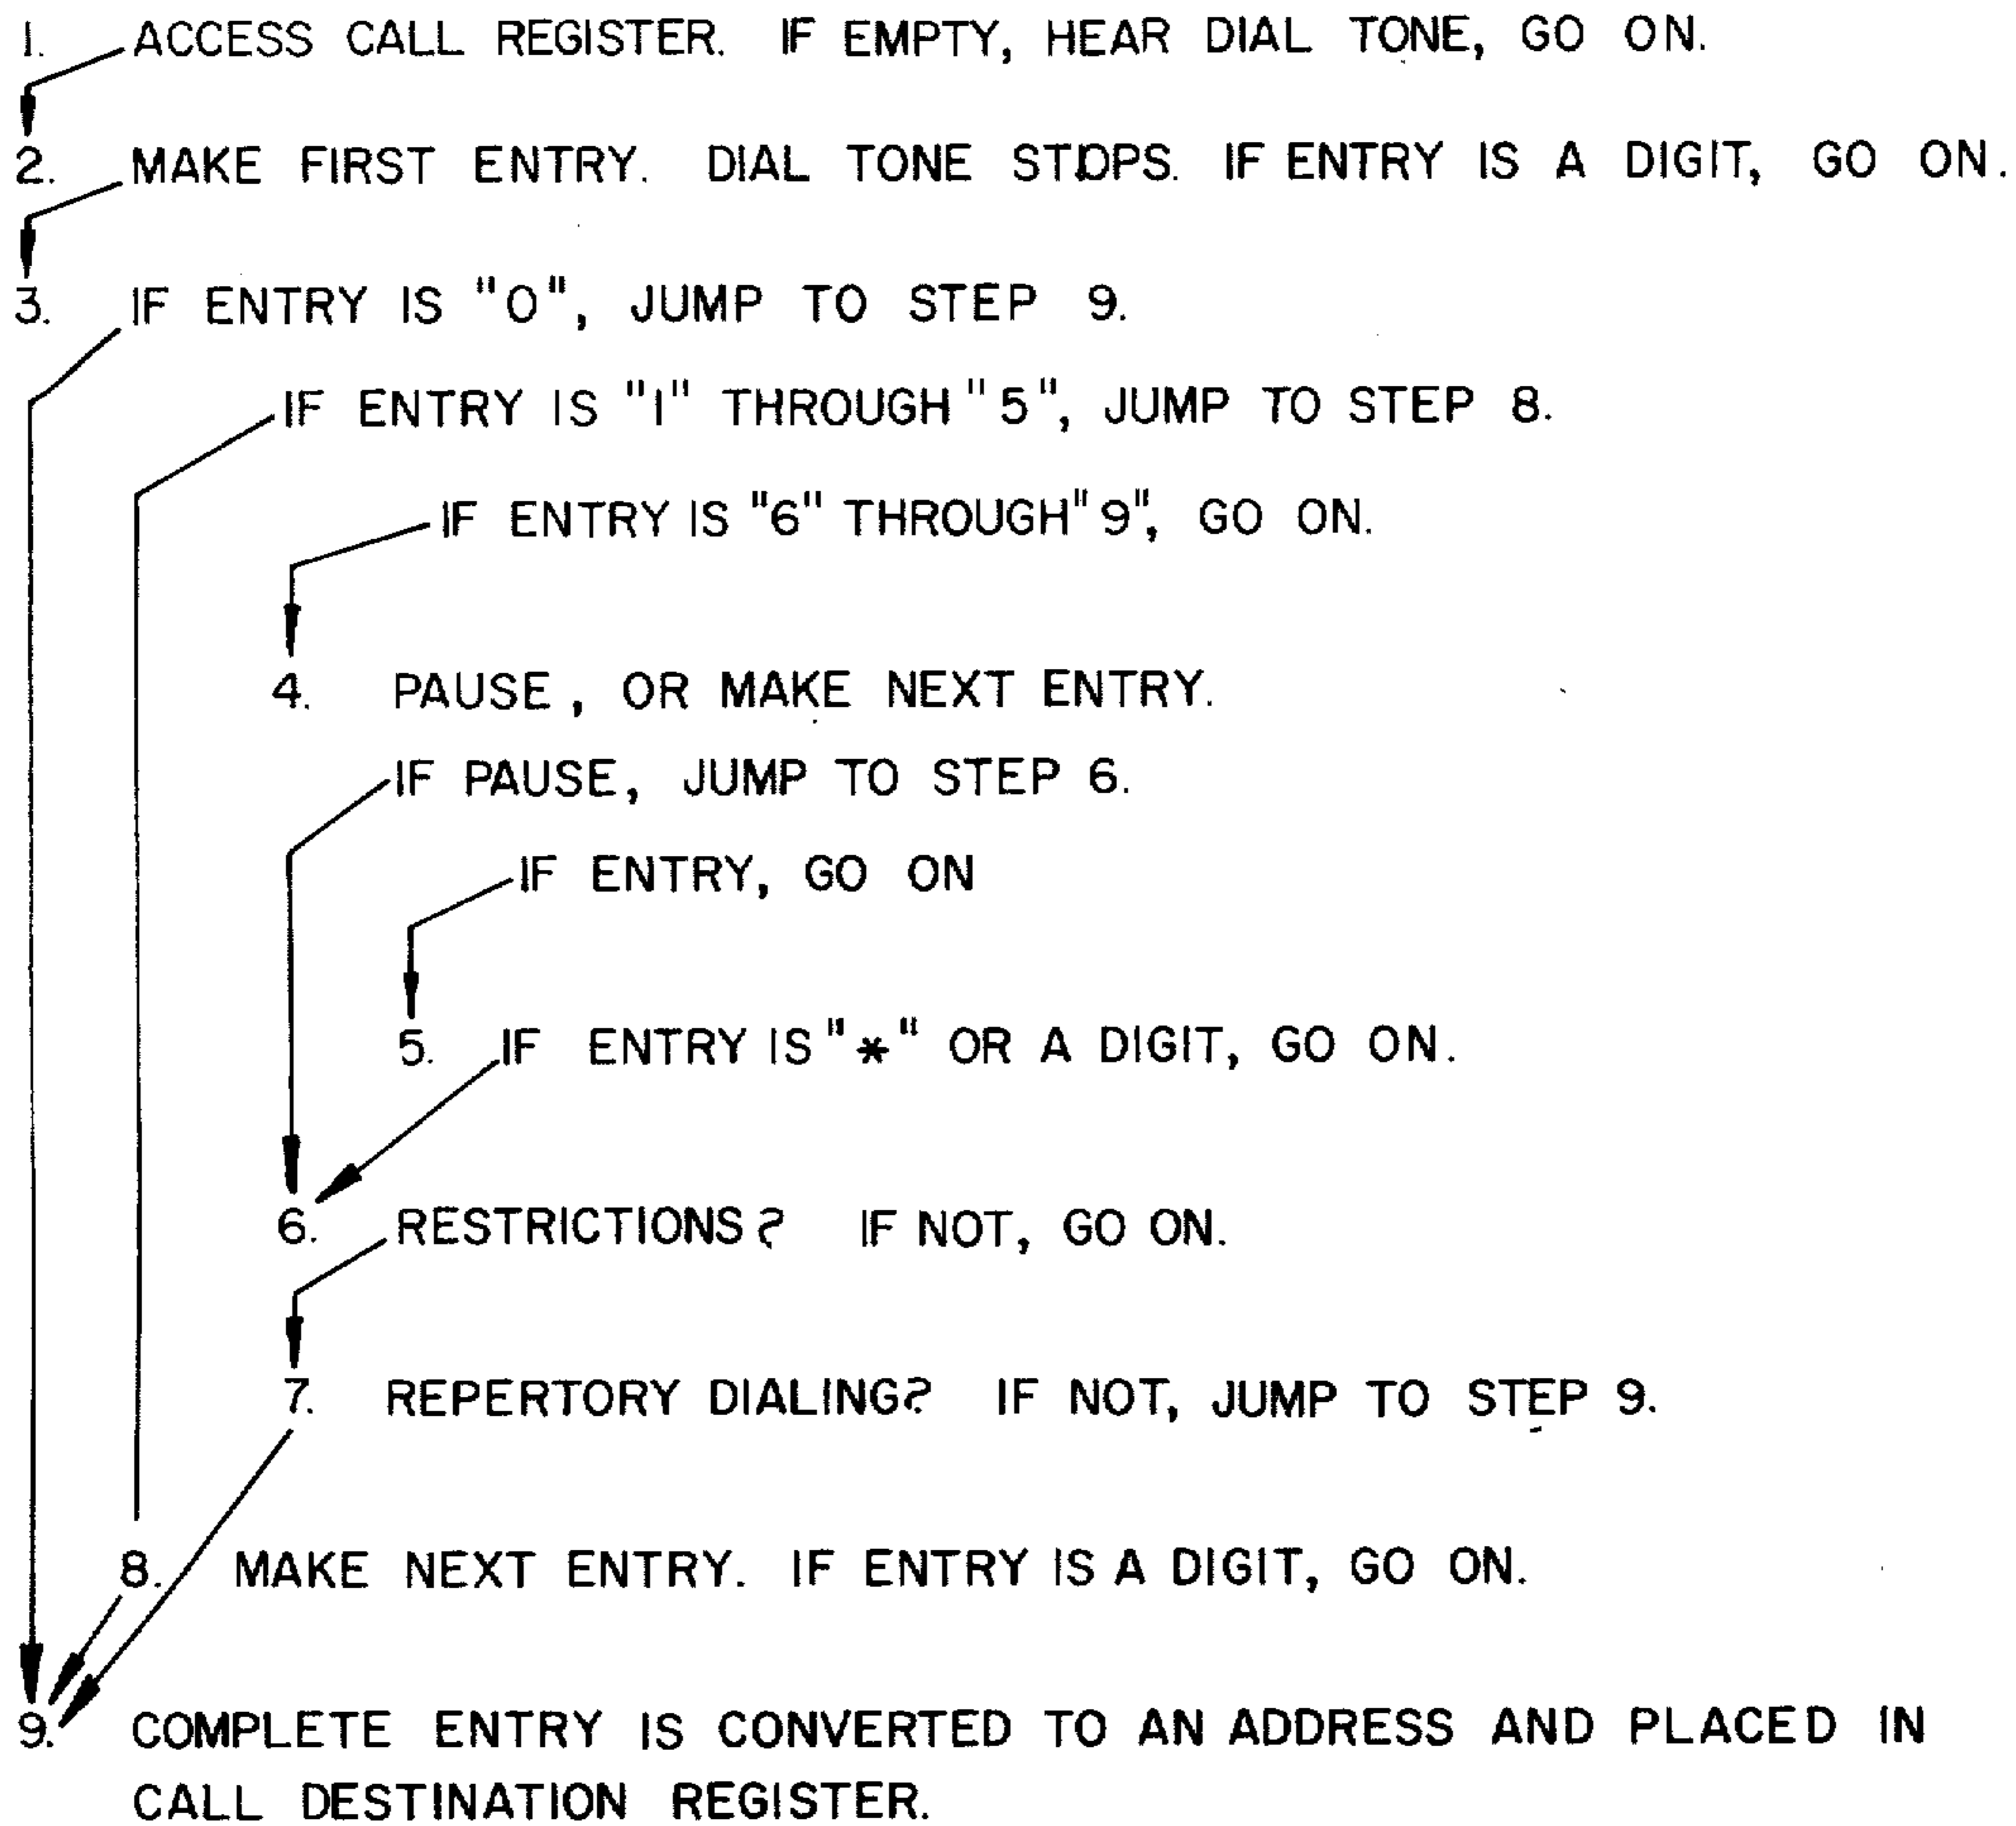 1. ACCESS CALL REGISTER. IF EMPTY, HEAR DIAL TONE, GO ON.
2. MAKE FIRST ENTRY. DIAL TONE STOPS. IF ENTRY IS A DIGIT, GO ON.
3. IF ENTRY IS "0", JUMP TO STEP 9.
IF ENTRY IS "1" THROUGH "5", JUMP TO STEP 8.
IF ENTRY IS "6" THROUGH "9", GO ON.
4. PAUSE, OR MAKE NEXT ENTRY.
IF PAUSE, JUMP TO STEP 6.
IF ENTRY, GO ON
5. IF ENTRY IS "*" OR A DIGIT, GO ON.
6. RESTRICTIONS? IF NOT, GO ON.
7. REPERTORY DIALING? IF NOT, JUMP TO STEP 9.
8. MAKE NEXT ENTRY. IF ENTRY IS A DIGIT, GO ON.
9. COMPLETE ENTRY IS CONVERTED TO AN ADDRESS AND PLACED IN
CALL DESTINATION REGISTER.